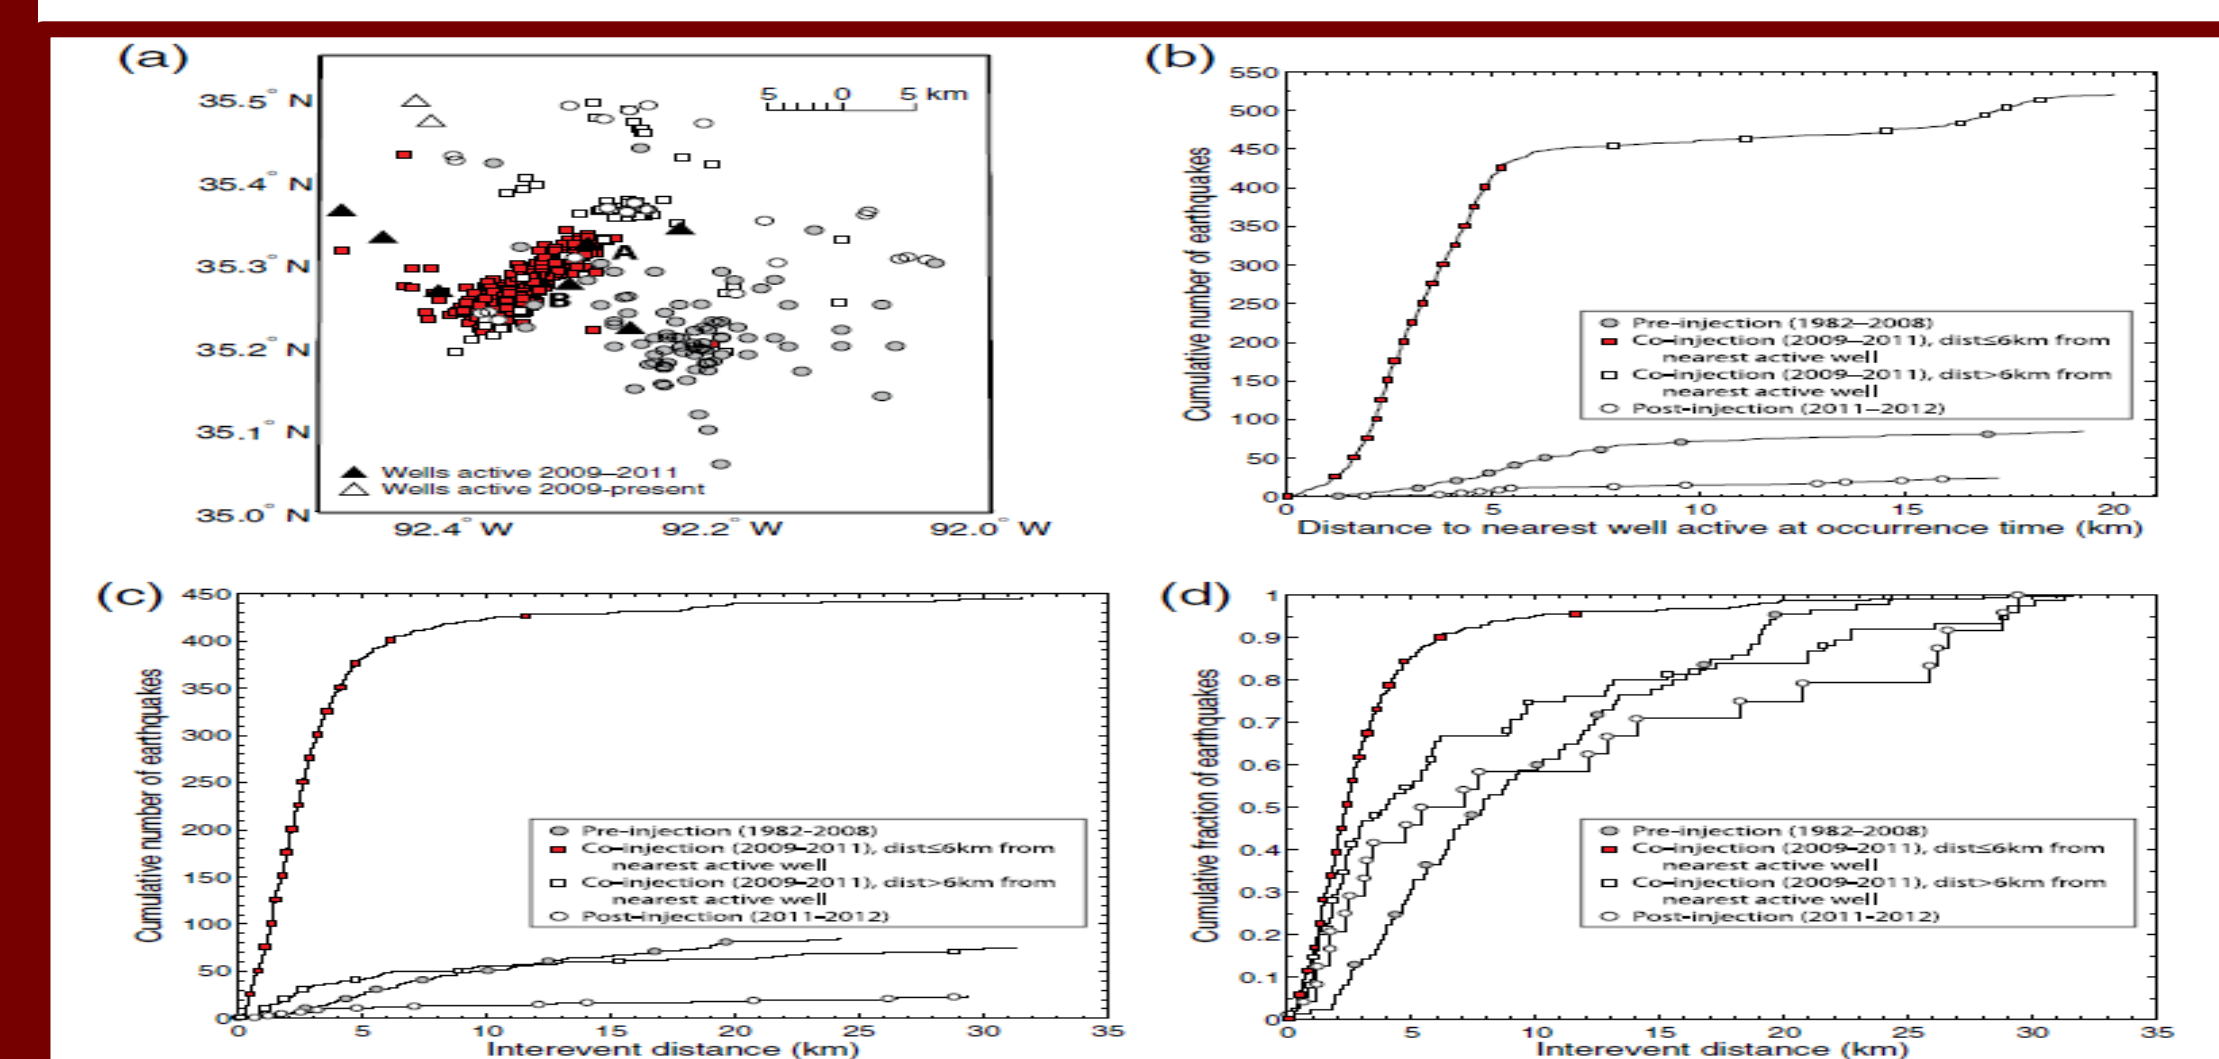 (a)
5 0 5 km
35.5° N
35.4° N
35.3° N
35.2° N
35.1° N
35.0° N
A
B
Wells active 2009–2011
Wells active 2009-present
92.4° W 92.2° W 92.0° W
(b)
Cumulative number of earthquakes
550
500
450
400
350
300
250
200
150
100
50
0
Pre-injection (1982–2008)
Co-injection (2009–2011), dist≤6km from
nearest active well
Co-injection (2009–2011), dist>6km from
nearest active well
Post-injection (2011–2012)
0 5 10 15 20
Distance to nearest well active at occurrence time (km)
(c)
Cumulative number of earthquakes
450
400
350
300
250
200
150
100
50
0
Pre-injection (1982-2008)
Co-injection (2009-2011), dist≤6km from
nearest active well
Co-injection (2009-2011), dist>6km from
nearest active well
Post-injection (2011-2012)
0 5 10 15 20 25 30 35
Interevent distance (km)
(d)
Cumulative fraction of earthquakes
1
0.9
0.8
0.7
0.6
0.5
0.4
0.3
0.2
0.1
0
Pre-injection (1982–2008)
Co-injection (2009-2011), dist≤6km from
nearest active well
Co-injection (2009-2011), dist>6km from
nearest active well
Post-injection (2011-2012)
0 5 10 15 20 25 30 35
Interevent distance (km)